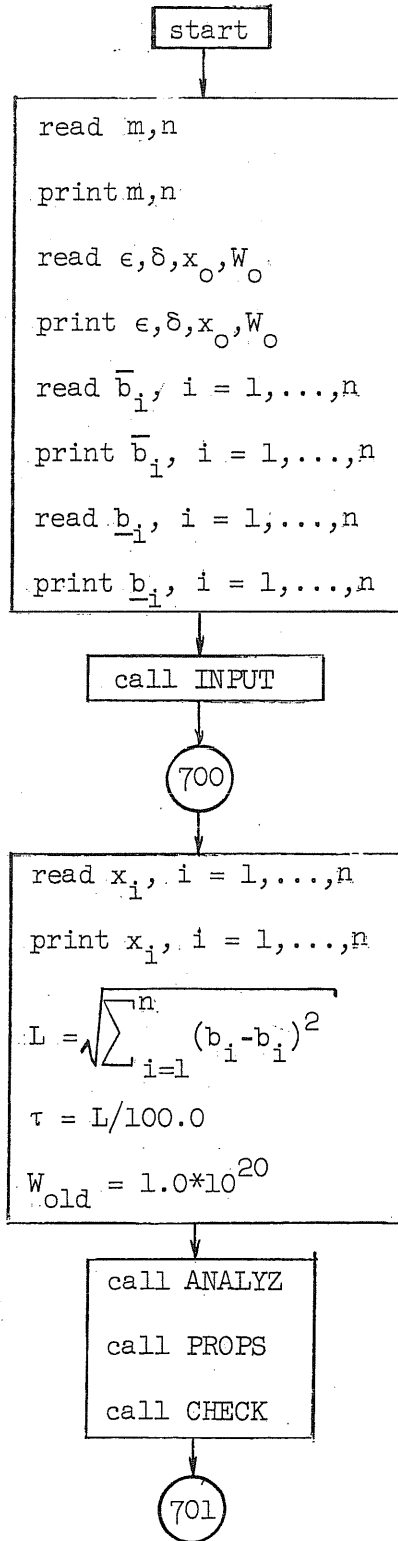 start
read m,n
print m,n
read ϵ,δ,x_o,W_o
print ϵ,δ,x_o,W_o
read b̅_i, i = 1,...,n
print b̅_i, i = 1,...,n
read b̲_i, i = 1,...,n
print b̲_i, i = 1,...,n
call INPUT
700
read x_i, i = 1,...,n
print x_i, i = 1,...,n
L = √∑_{i=1}^{n} (b_i-b_i)^2
τ = L/100.0
W_old = 1.0*10^20
call ANALYZ
call PROPS
call CHECK
701